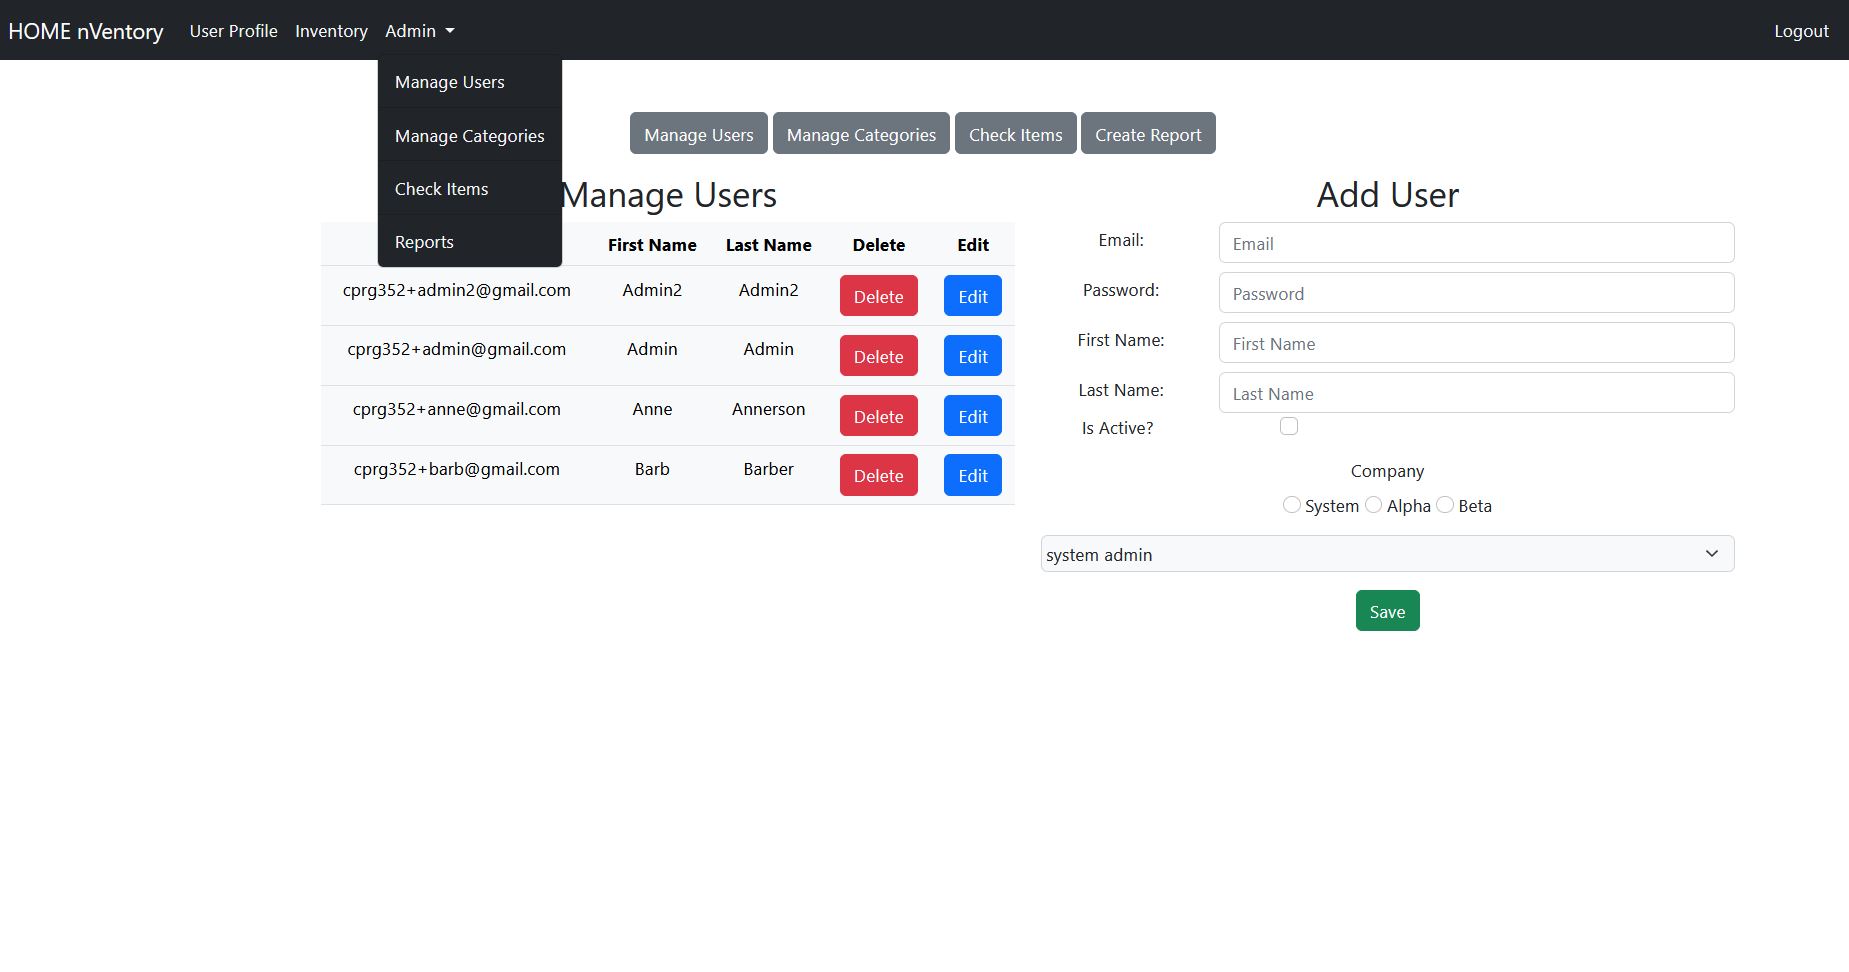 HOME nVentory User Profile Inventory Admin Logout
Manage Users
Manage Categories
Check Items
Reports
Manage Users Manage Categories Check Items Create Report
Manage Users
First Name Last Name Delete Edit
cprg352+admin2@gmail.com Admin2 Admin2 Delete Edit
cprg352+admin@gmail.com Admin Admin Delete Edit
cprg352+anne@gmail.com Anne Annerson Delete Edit
cprg352+barb@gmail.com Barb Barber Delete Edit
Add User
Email: Email
Password: Password
First Name: First Name
Last Name: Last Name
Is Active?
Company
System Alpha Beta
system admin
Save